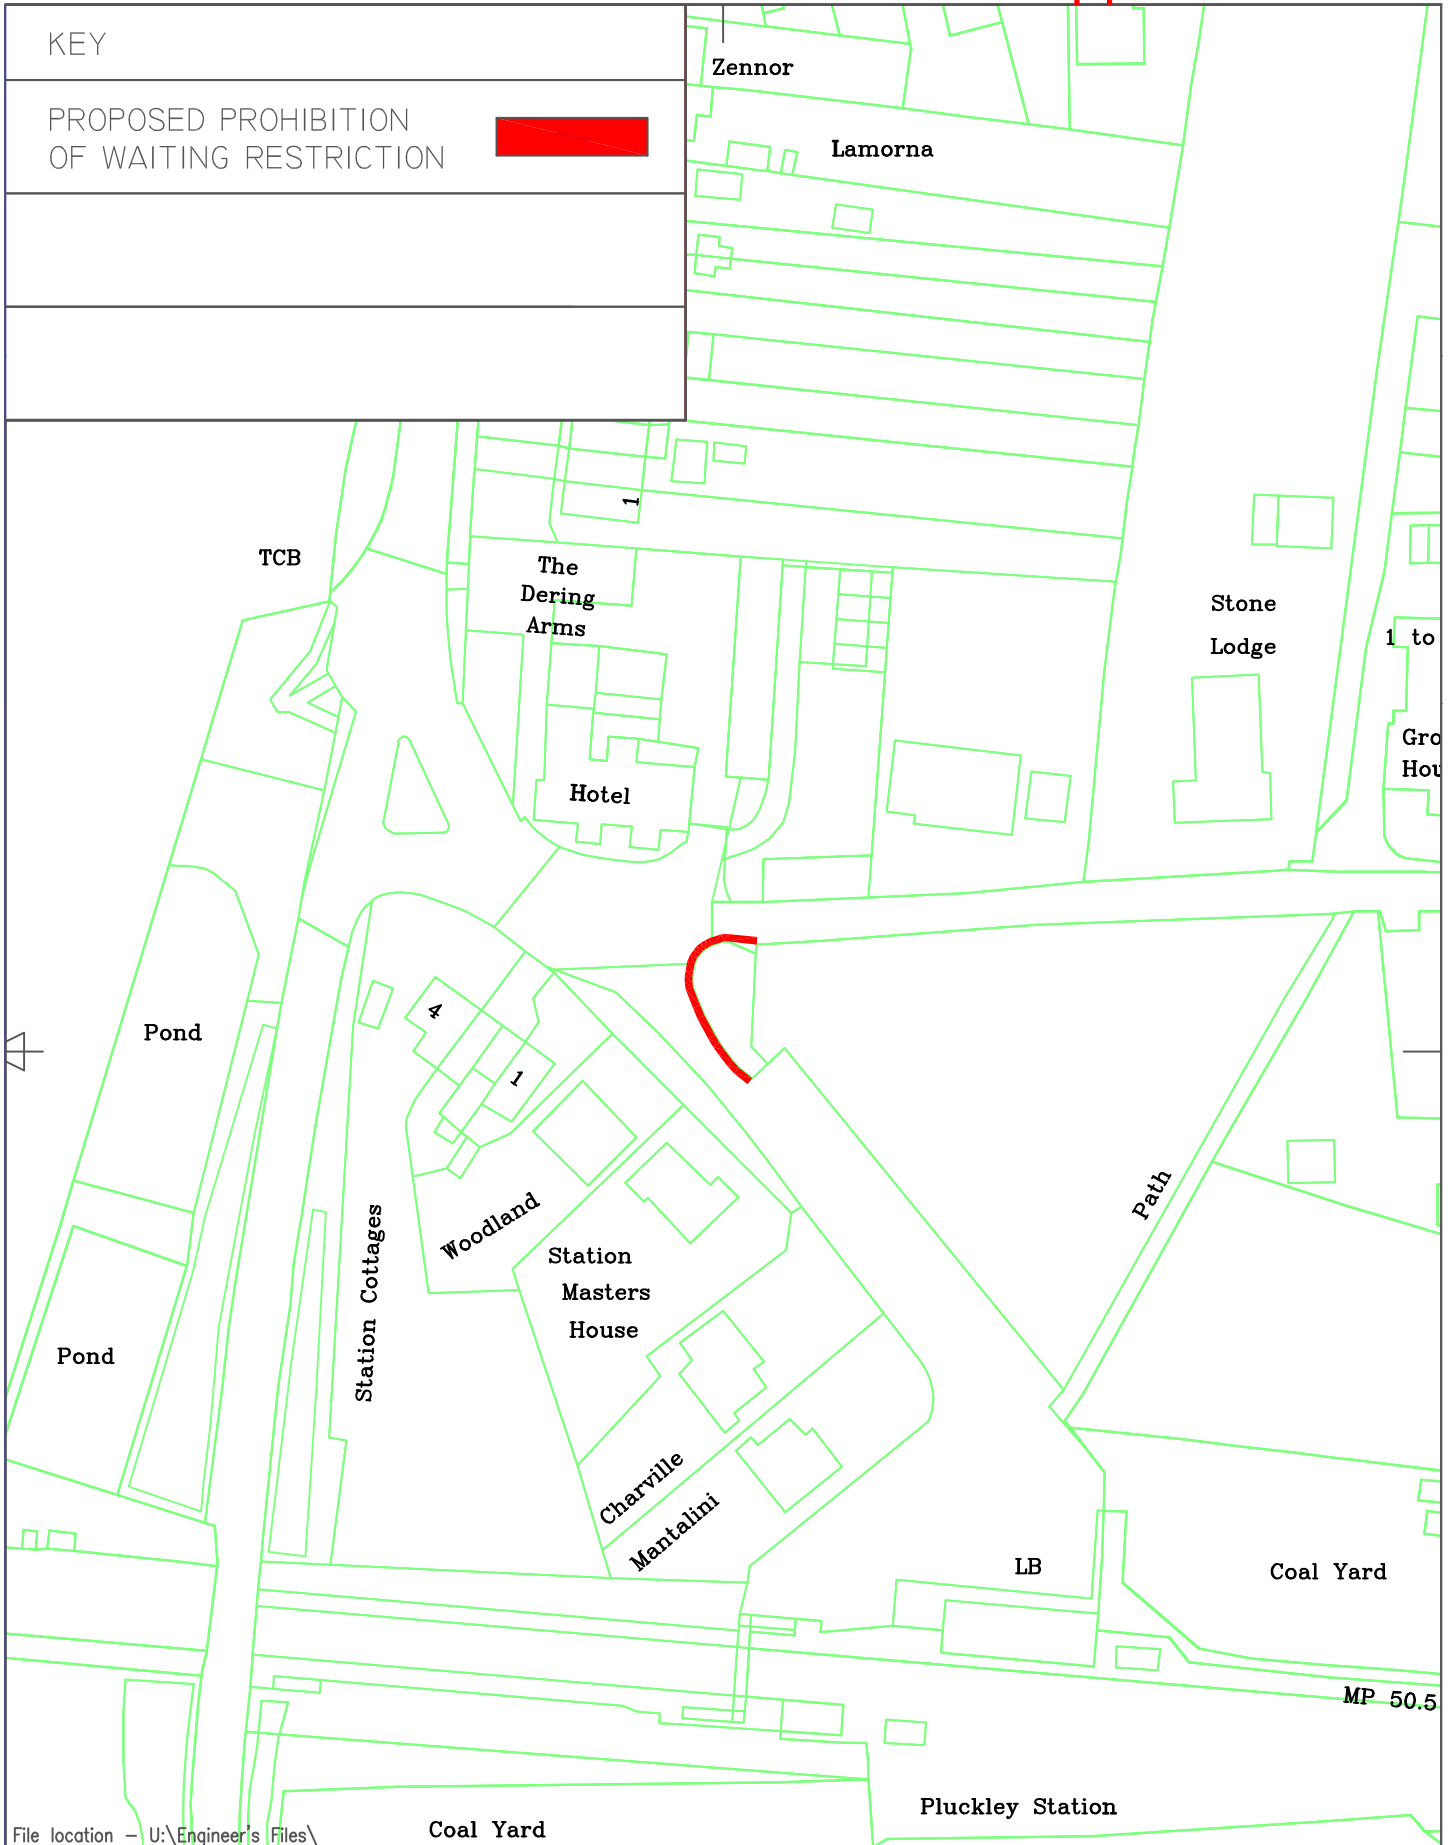 KEY
PROPOSED PROHIBITION
OF WAITING RESTRICTION
Zennor
Lamorna
1
TCB
The
Dering
Arms
Stone
Lodge
1 to
Gro
Hou
Hotel
4
1
Pond
Path
Woodland
Station Cottages
Station
Masters
House
Pond
Charville
Mantalini
LB
Coal Yard
MP 50.5
Pluckley Station
Coal Yard
File location - U:\Engineer's Files\